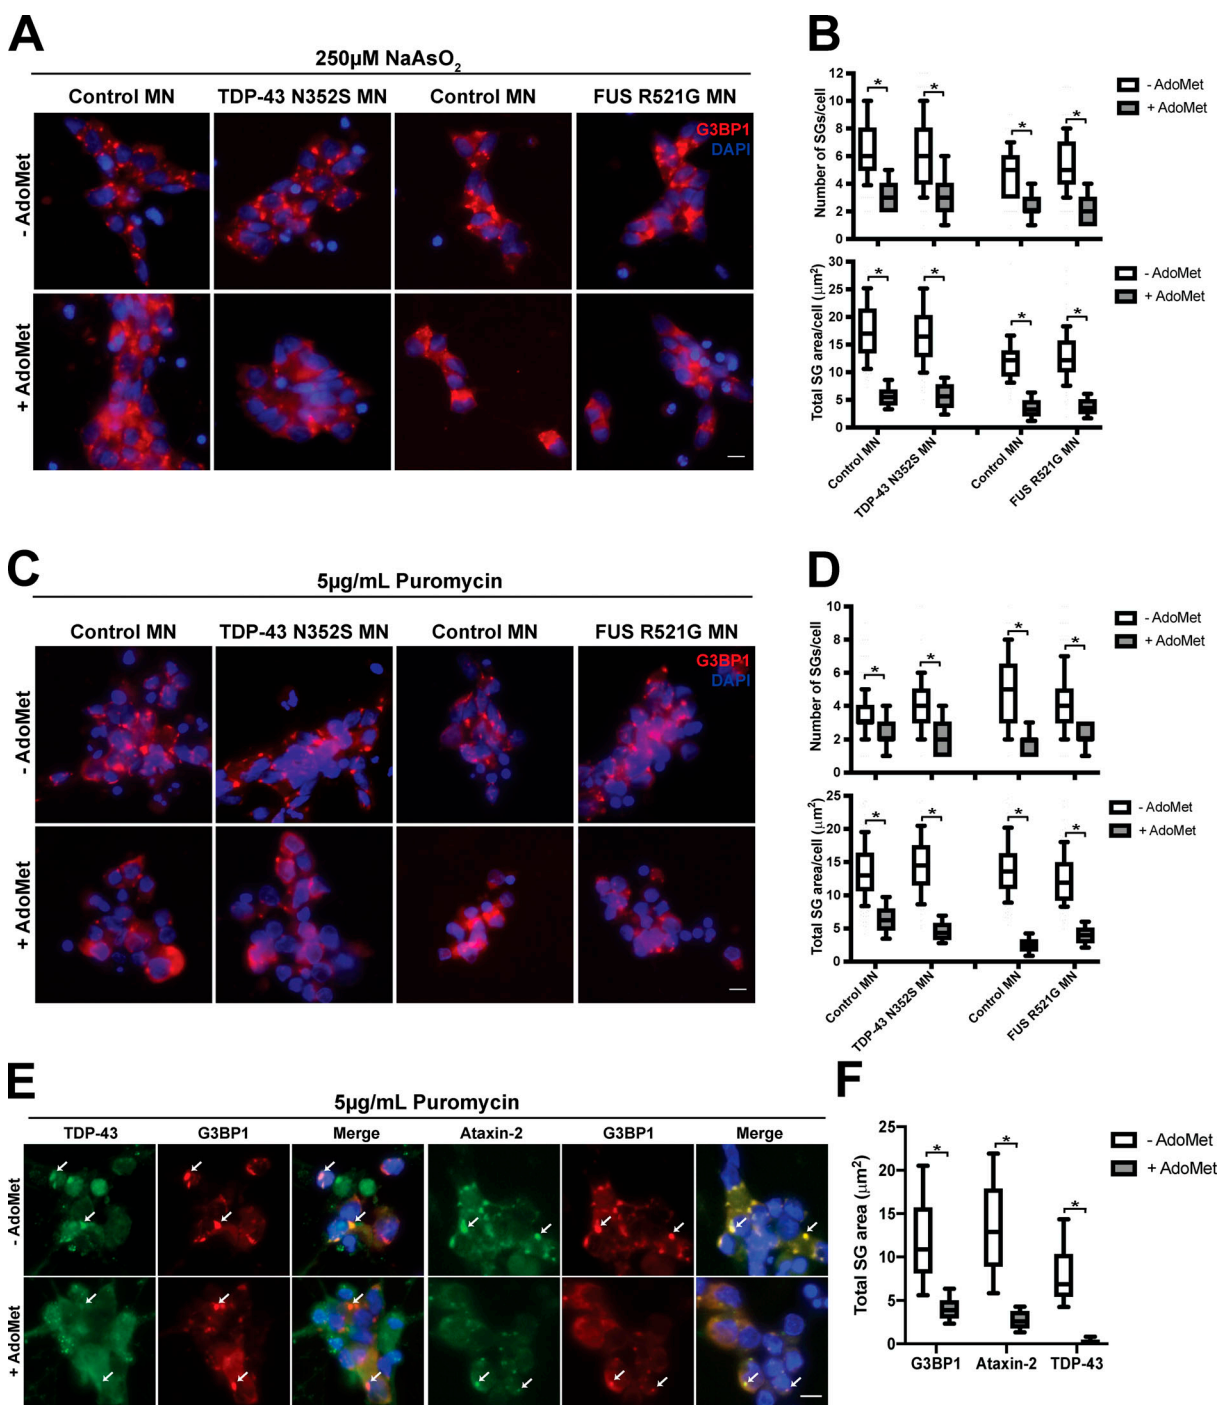 A
250µM NaAsO2
Control MN TDP-43 N352S MN Control MN FUS R521G MN
- AdoMet
+ AdoMet
G3BP1
DAPI
B
Number of SGs/cell
12
10
8
6
4
2
0
* * * *
- AdoMet
+ AdoMet
Total SG area/cell (µm²)
30
25
20
15
10
5
0
* * * *
- AdoMet
+ AdoMet
Control MN
TDP-43 N352S MN
Control MN
FUS R521G MN
C
5µg/mL Puromycin
Control MN TDP-43 N352S MN Control MN FUS R521G MN
- AdoMet
+ AdoMet
G3BP1
DAPI
D
Number of SGs/cell
10
8
6
4
2
0
* * * *
- AdoMet
+ AdoMet
Total SG area/cell (µm²)
25
20
15
10
5
0
* * * *
- AdoMet
+ AdoMet
Control MN
TDP-43 N352S MN
Control MN
FUS R521G MN
E
5µg/mL Puromycin
TDP-43 G3BP1 Merge Ataxin-2 G3BP1 Merge
- AdoMet
+ AdoMet
F
Total SG area (µm²)
25
20
15
10
5
0
* * *
- AdoMet
+ AdoMet
G3BP1 Ataxin-2 TDP-43